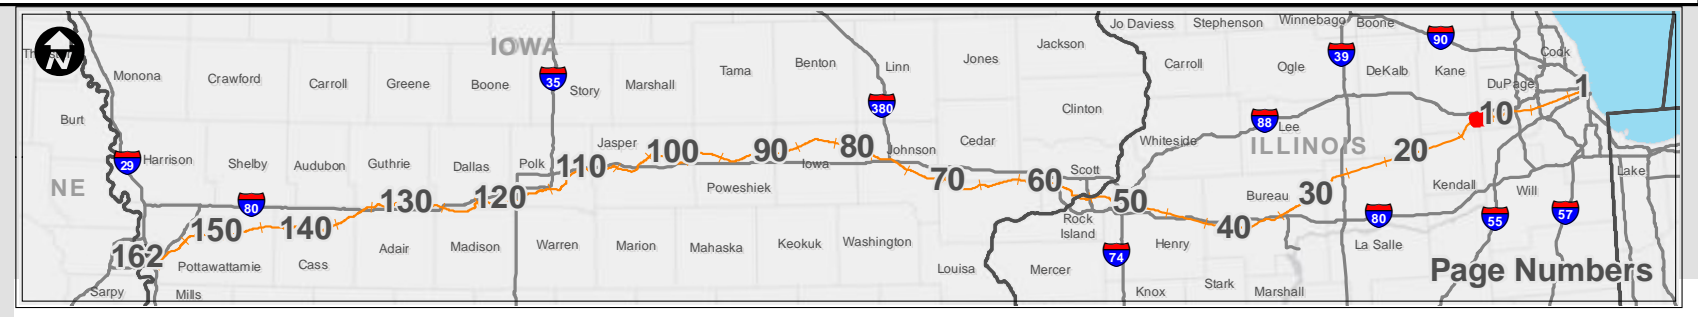 Jo Daviess Stephenson Winnebago Boone
IOWA
Jackson
90
Cook
39
Th
N
Monona Crawford Carroll Greene Boone 35 Story Marshall Tama Benton Linn Jones Carroll Ogle DeKalb Kane
DuPage 1
380
Clinton
10
Burt
88 Lee
Jasper Cedar Whiteside ILLINOIS
29 Harrison Shelby Audubon Guthrie Dallas Polk 110 100 90 80 Johnson 20
Iowa
Scott Lake
NE
Poweshiek 70 60
Kendall Will
80 130 120 50 Bureau 30
150 140 Rock
Island 40 80 55 57
162 Adair Madison Warren Marion Mahaska Keokuk Washington Henry La Salle
74
Pottawattamie Cass Louisa Mercer Page Numbers
Sarpy Mills Knox Stark Marshall